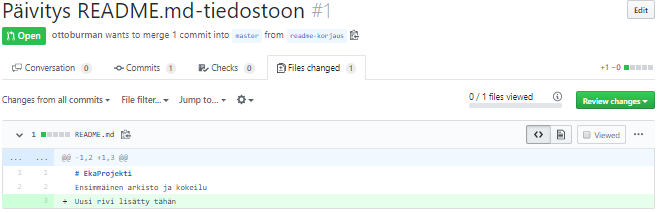 Päivitys README.md-tiedostoon #1
Edit
Open ottoburman wants to merge 1 commit into master from readme-korjaus
Conversation 0 Commits 1 Checks 0 Files changed 1 +1 −0
Changes from all commits File filter... Jump to... 0 / 1 files viewed Review changes
1 README.md <> Viewed ...
... ... @@ -1,2 +1,3 @@
1 1 # EkaProjekti
2 2 Ensimmäinen arkisto ja kokeilu
3 + Uusi rivi lisätty tähän